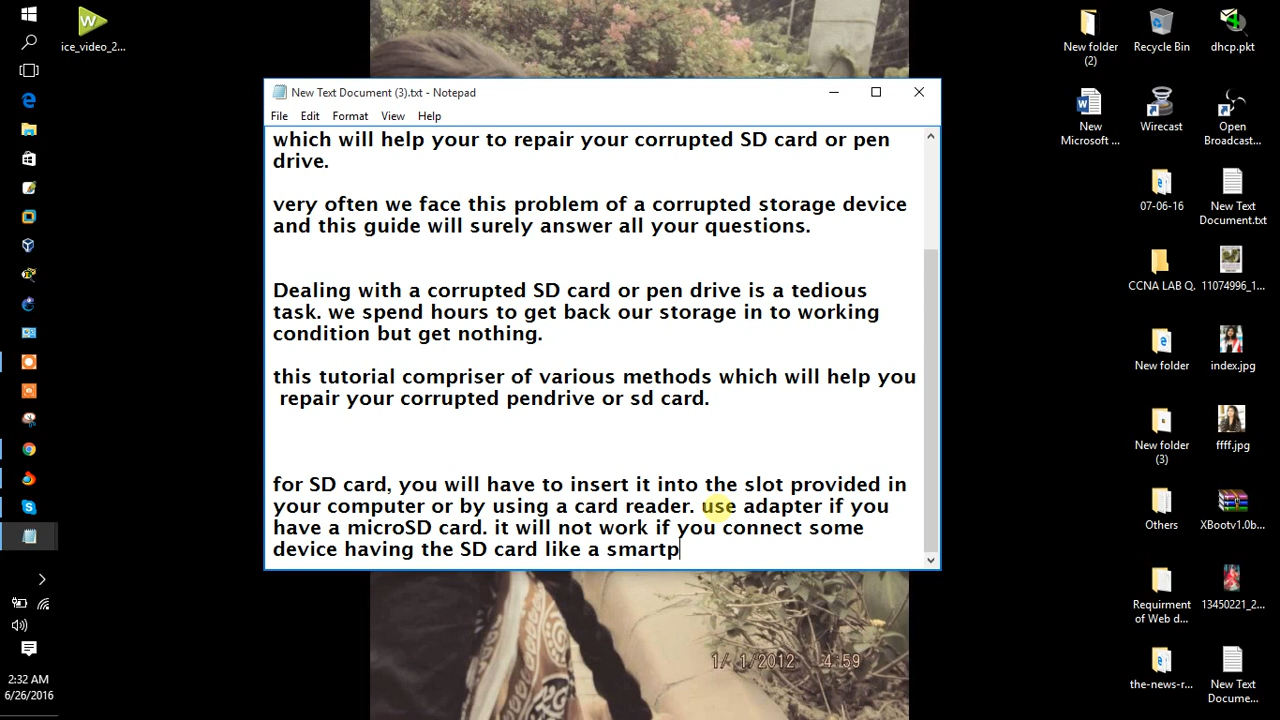 ice_video_2...
New Text Document (3).txt - Notepad
File Edit Format View Help
which will help your to repair your corrupted SD card or pen
drive.
very often we face this problem of a corrupted storage device
and this guide will surely answer all your questions.
Dealing with a corrupted SD card or pen drive is a tedious
task. we spend hours to get back our storage in to working
condition but get nothing.
this tutorial compriser of various methods which will help you
repair your corrupted pendrive or sd card.
for SD card, you will have to insert it into the slot provided in
your computer or by using a card reader. use adapter if you
have a microSD card. it will not work if you connect some
device having the SD card like a smartp
New folder
(2)
Recycle Bin
dhcp.pkt
New
Microsoft ...
Wirecast
Open
Broadcast...
07-06-16
New Text
Document.txt
CCNA LAB Q.
11074996_1...
New folder
index.jpg
New folder
(3)
ffff.jpg
Others
XBootv1.0b...
Requirment
of Web d...
13450221_2...
the-news-r...
New Text
Docume...
2:32 AM
6/26/2016
1/ 1/2012 4:59